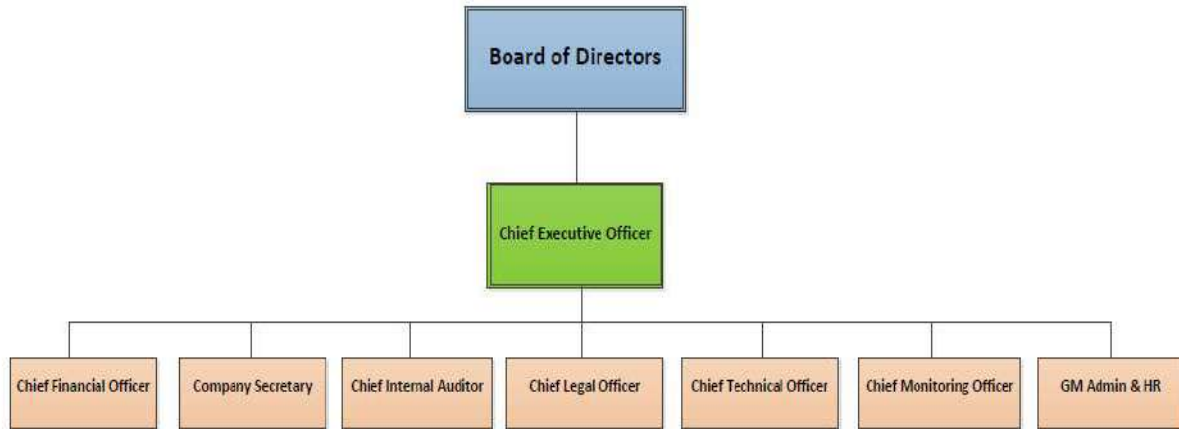 Board of Directors
Chief Executive Officer
Chief Financial Officer
Company Secretary
Chief Internal Auditor
Chief Legal Officer
Chief Technical Officer
Chief Monitoring Officer
GM Admin & HR